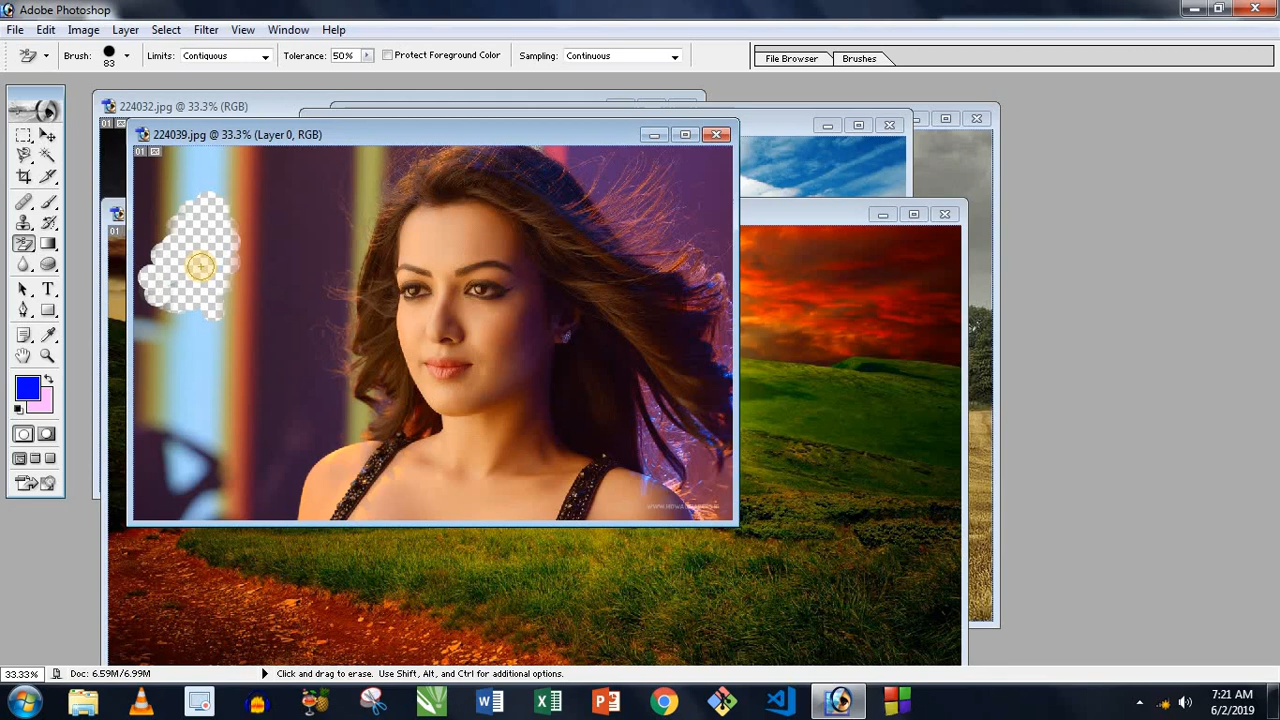 Adobe Photoshop
File Edit Image Layer Select Filter View Window Help
Brush: 83 Limits: Contiguous Tolerance: 50% Protect Foreground Color Sampling: Continuous File Browser Brushes
224032.jpg @ 33.3% (RGB)
224039.jpg @ 33.3% (Layer 0, RGB)
01
01
01
33.33% Doc: 6.59M/6.99M Click and drag to erase. Use Shift, Alt, and Ctrl for additional options.
7:21 AM
6/2/2019